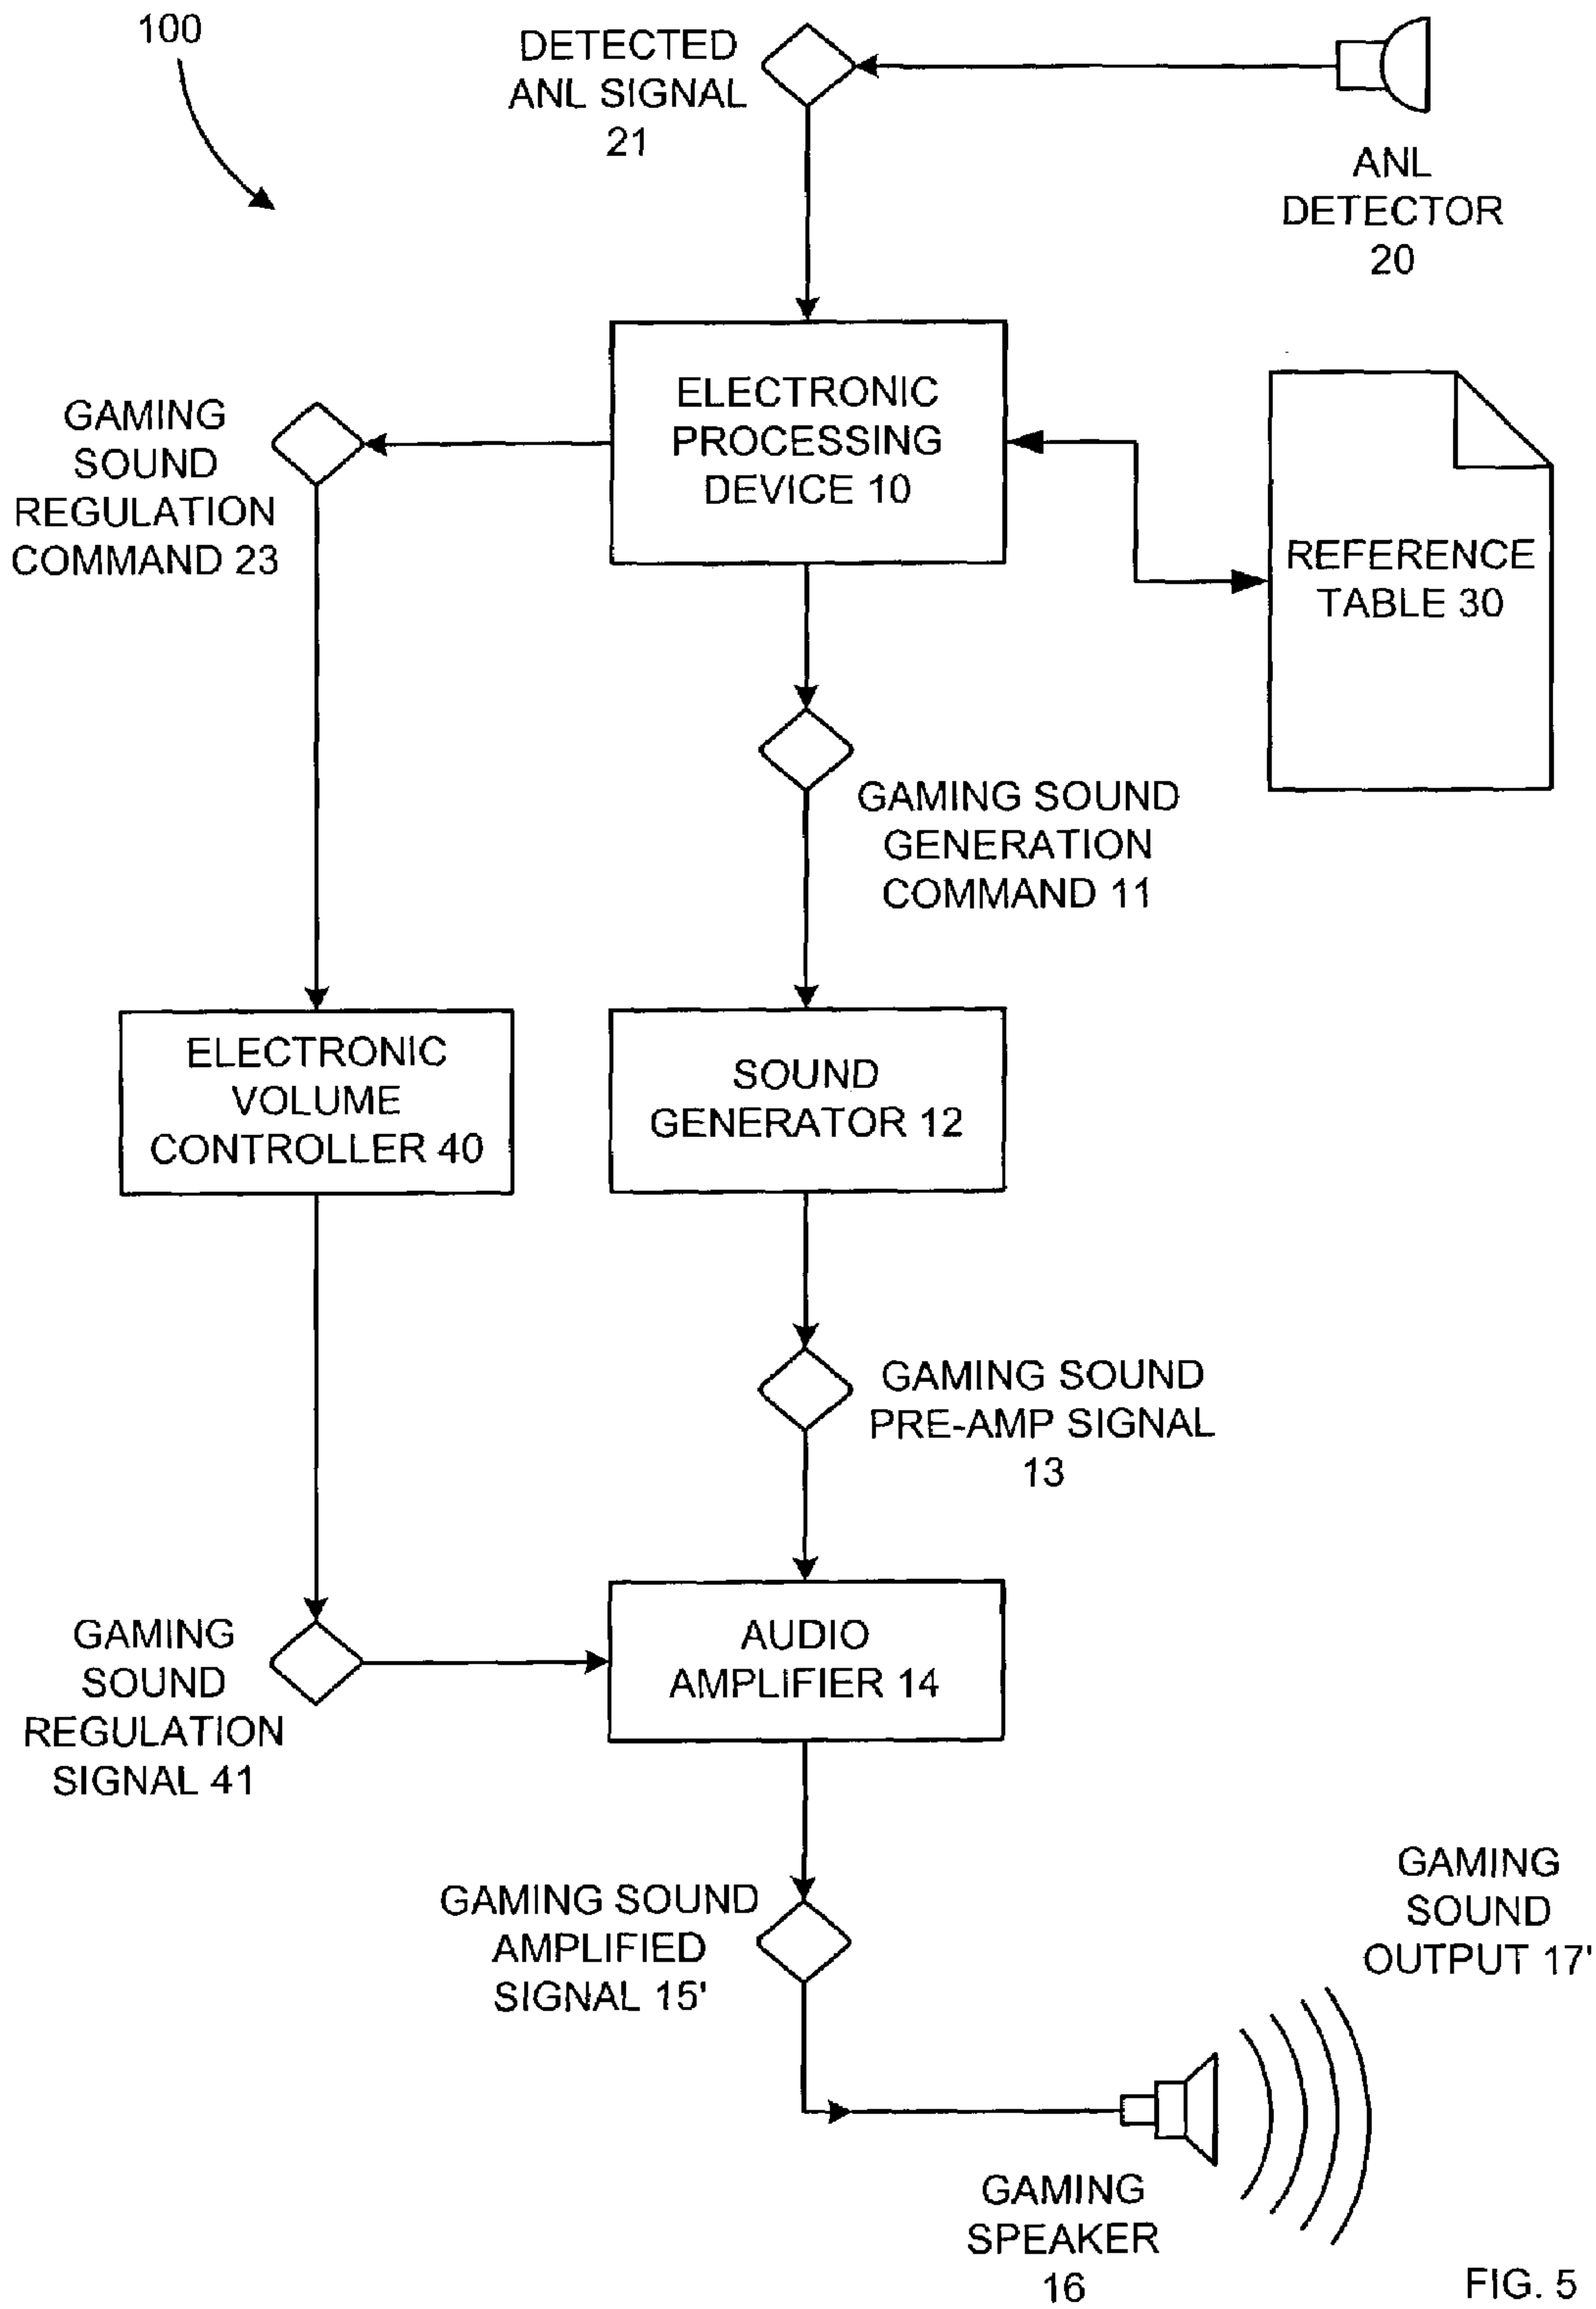 100
DETECTED
ANL SIGNAL
21
ANL
DETECTOR
20
ELECTRONIC
PROCESSING
DEVICE 10
GAMING
SOUND
REGULATION
COMMAND 23
REFERENCE
TABLE 30
GAMING SOUND
GENERATION
COMMAND 11
ELECTRONIC
VOLUME
CONTROLLER 40
SOUND
GENERATOR 12
GAMING SOUND
PRE-AMP SIGNAL
13
GAMING
SOUND
REGULATION
SIGNAL 41
AUDIO
AMPLIFIER 14
GAMING SOUND
AMPLIFIED
SIGNAL 15'
GAMING
SOUND
OUTPUT 17'
GAMING
SPEAKER
16
FIG. 5